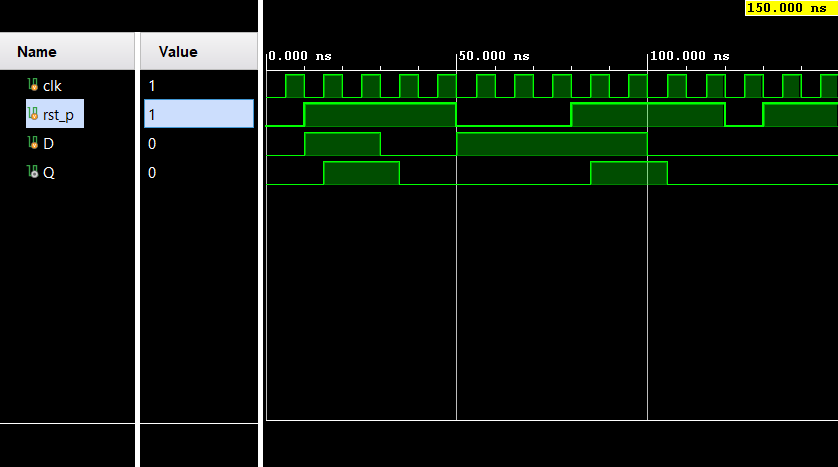 150.000 ns
Name Value
0.000 ns 50.000 ns 100.000 ns
clk 1
rst_p 1
D 0
Q 0